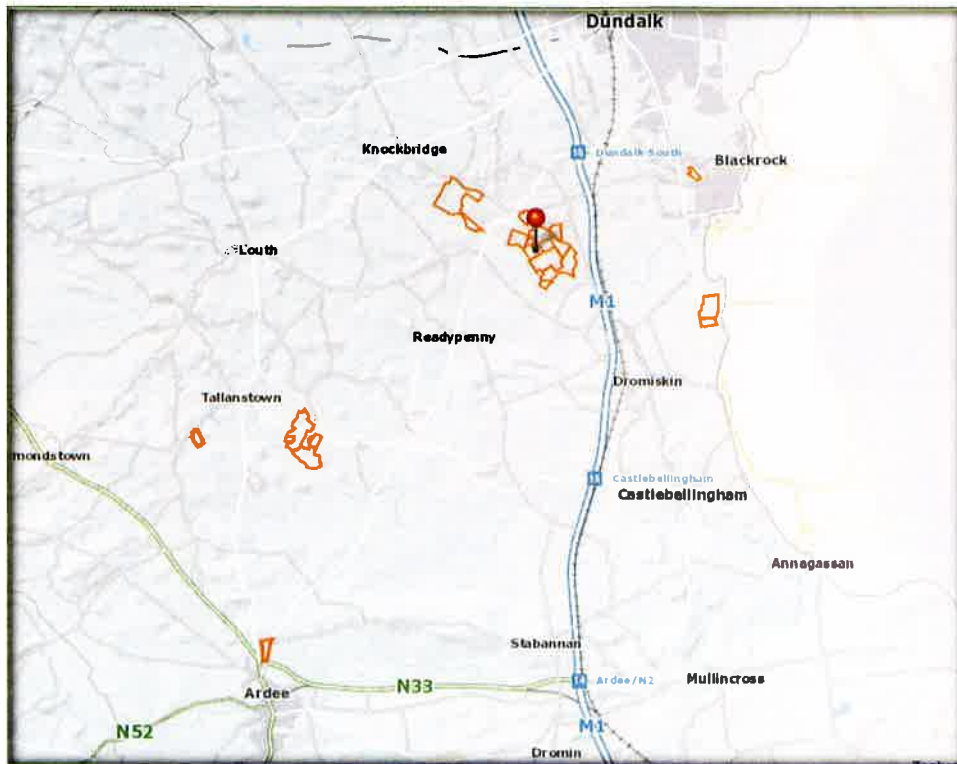 Dundalk
Knockbridge
Dundalk South
Blackrock
Louth
M1
Readypenny
Dromiskin
Tallanstown
mondstown
Castlebellingham
Castlebellingham
Annagassan
Stabannan
Ardee/N2
Mullincross
N33
Ardee
N52
M1
Dromin